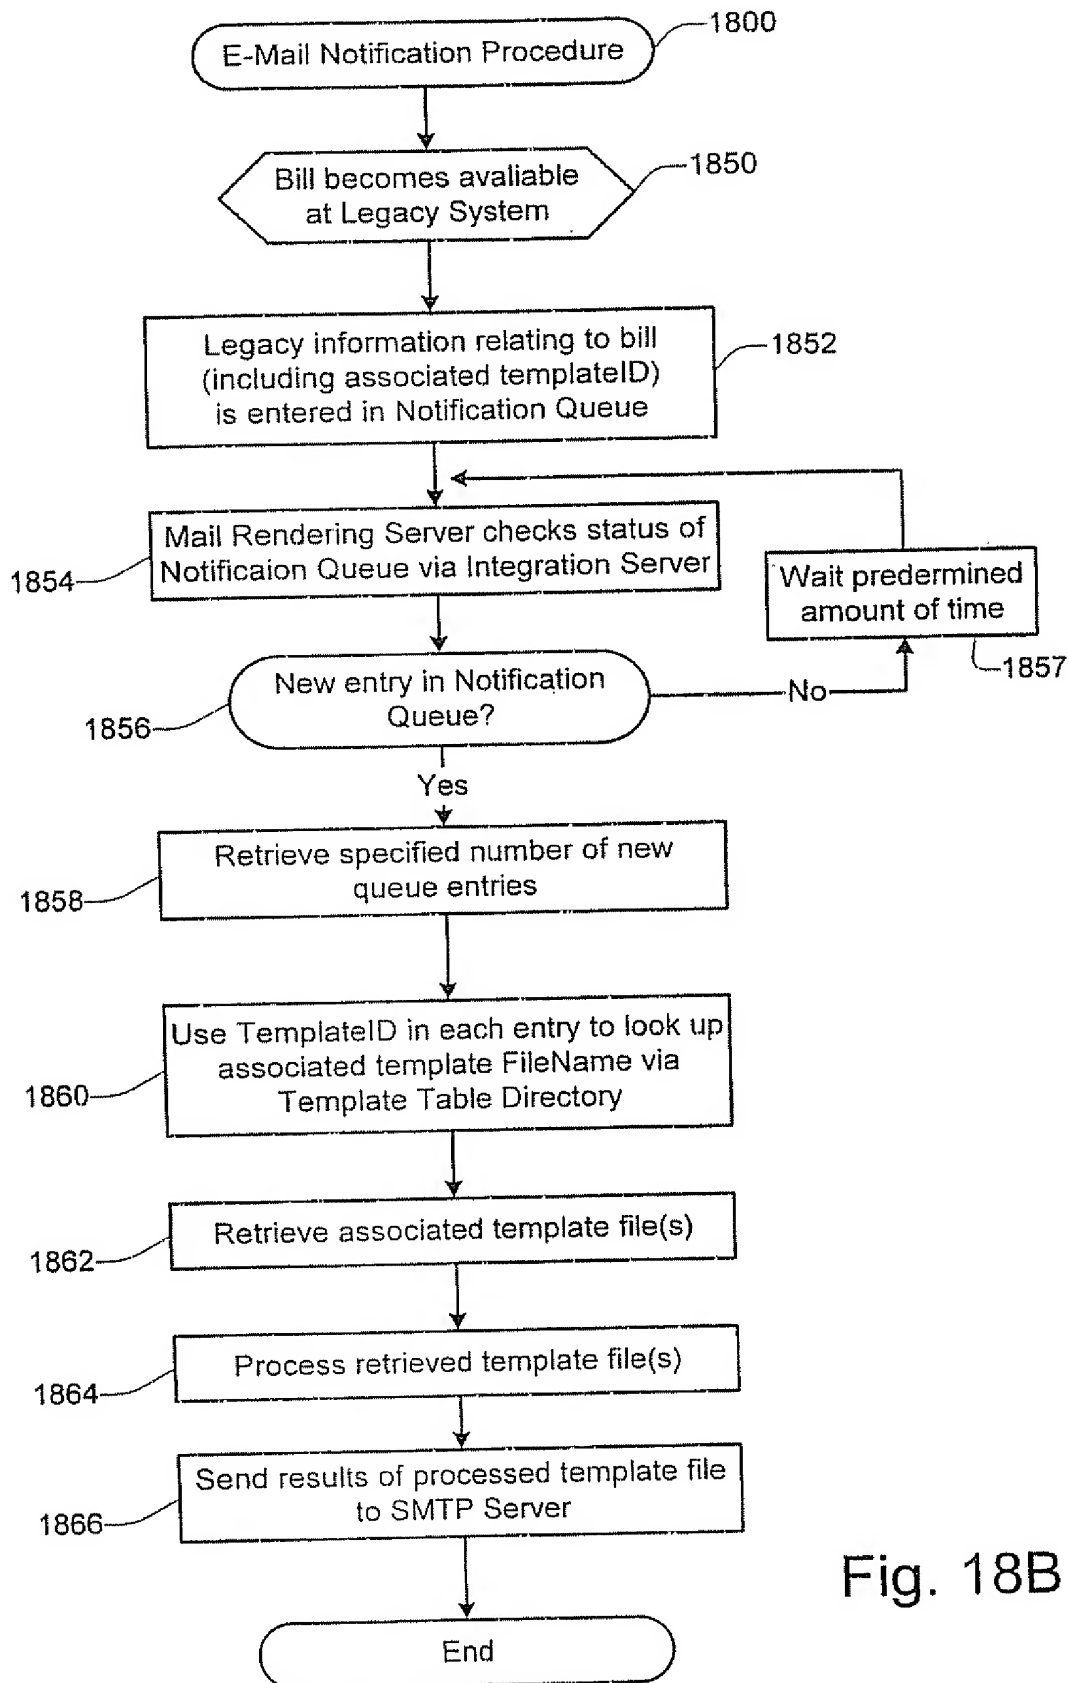 1800
E-Mail Notification Procedure
Bill becomes avaliable
at Legacy System
1850
Legacy information relating to bill
(including associated templateID)
is entered in Notification Queue
1852
Mail Rendering Server checks status of
Notificaion Queue via Integration Server
1854
Wait predermined
amount of time
1857
New entry in Notification
Queue?
1856
No
Yes
Retrieve specified number of new
queue entries
1858
Use TemplateID in each entry to look up
associated template FileName via
Template Table Directory
1860
Retrieve associated template file(s)
1862
Process retrieved template file(s)
1864
Send results of processed template file
to SMTP Server
1866
End
Fig. 18B